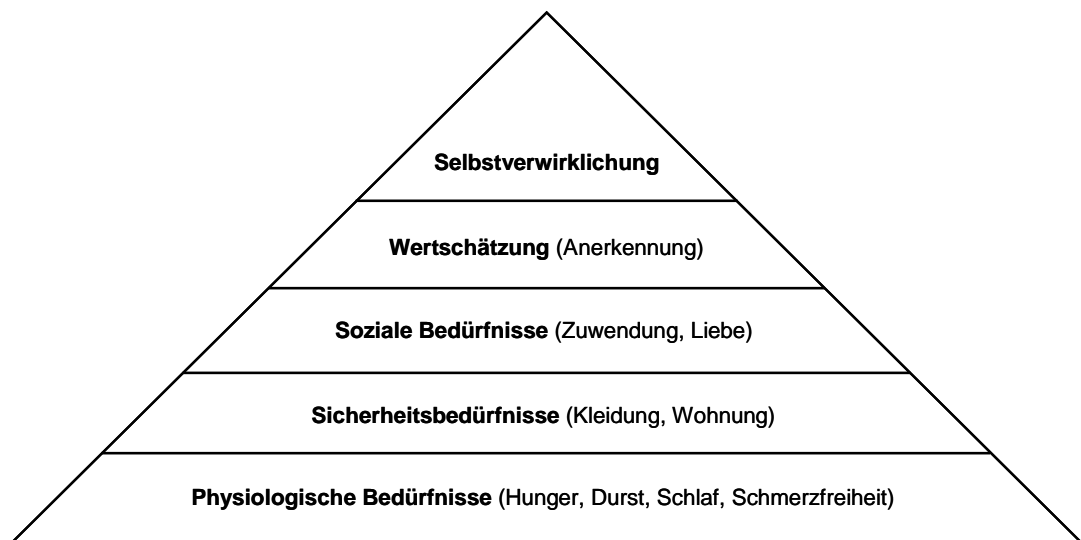 Selbstverwirklichung
Wertschätzung (Anerkennung)
Soziale Bedürfnisse (Zuwendung, Liebe)
Sicherheitsbedürfnisse (Kleidung, Wohnung)
Physiologische Bedürfnisse (Hunger, Durst, Schlaf, Schmerzfreiheit)